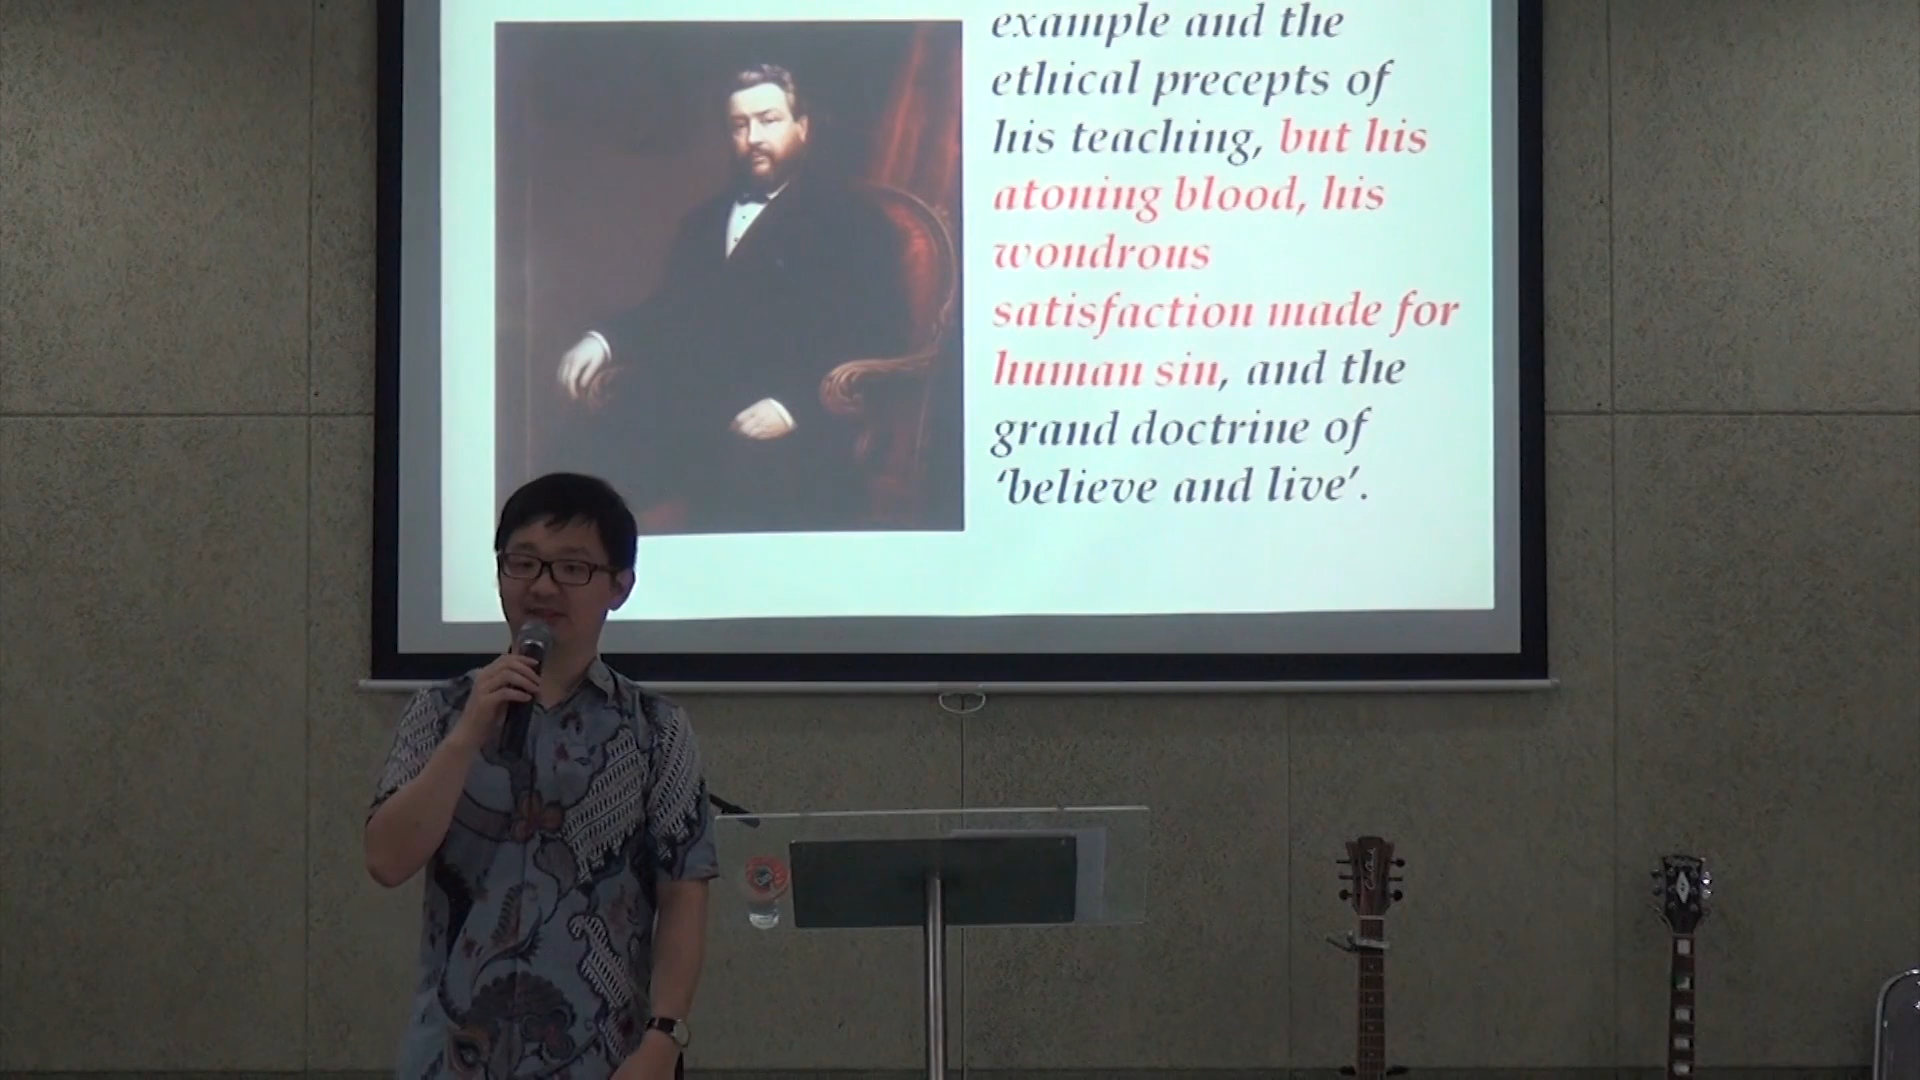 example and the
ethical precepts of
his teaching, but his
atoning blood, his
wondrous
satisfaction made for
human sin, and the
grand doctrine of
‘believe and live’.